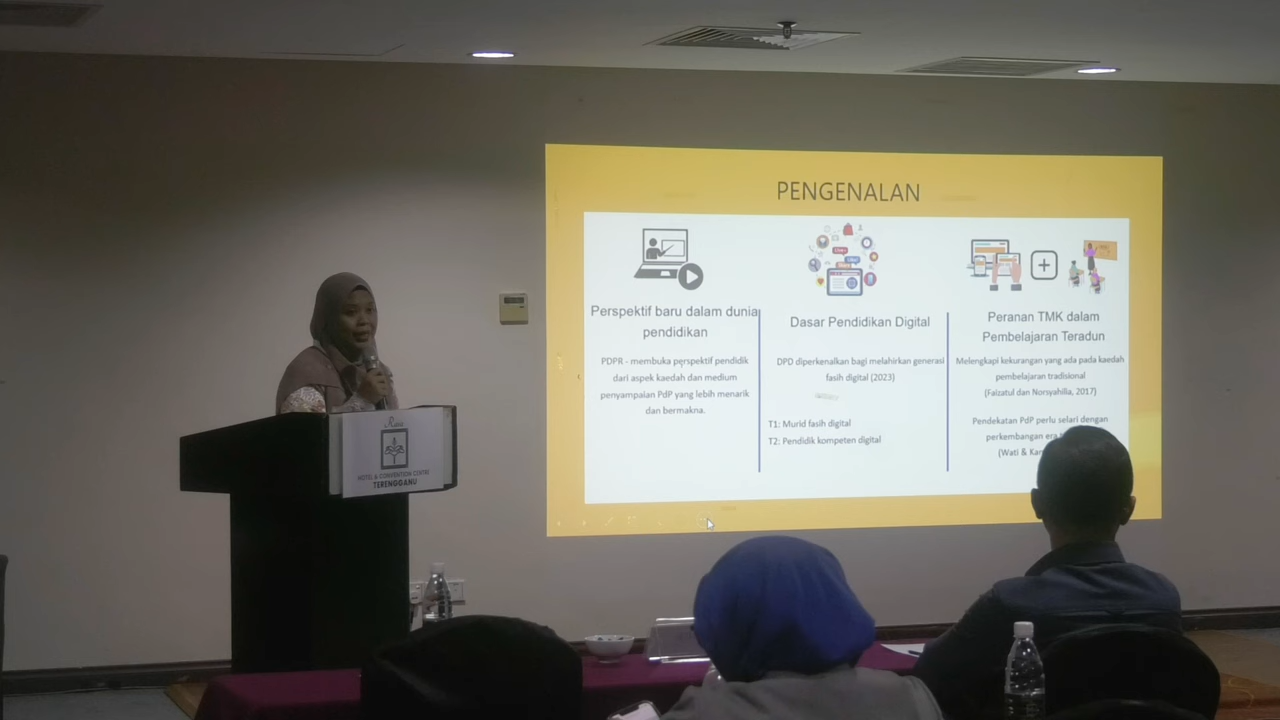 PENGENALAN
Perspektif baru dalam dunia
pendidikan
PDPR - membuka perspektif pendidik
dari aspek kaedah dan medium
penyampaian PdP yang lebih menarik
dan bermakna.
Dasar Pendidikan Digital
DPD diperkenalkan bagi melahirkan generasi
fasih digital (2023)
T1: Murid fasih digital
T2: Pendidik kompeten digital
Peranan TMK dalam
Pembelajaran Teradun
Melengkapi kekurangan yang ada pada kaedah
pembelajaran tradisional
(Faizatul dan Norsyahilia, 2017)
Pendekatan PdP perlu selari dengan
perkembangan era
(Wati &
HOTEL & CONVENTION CENTRE
TERENGGANU